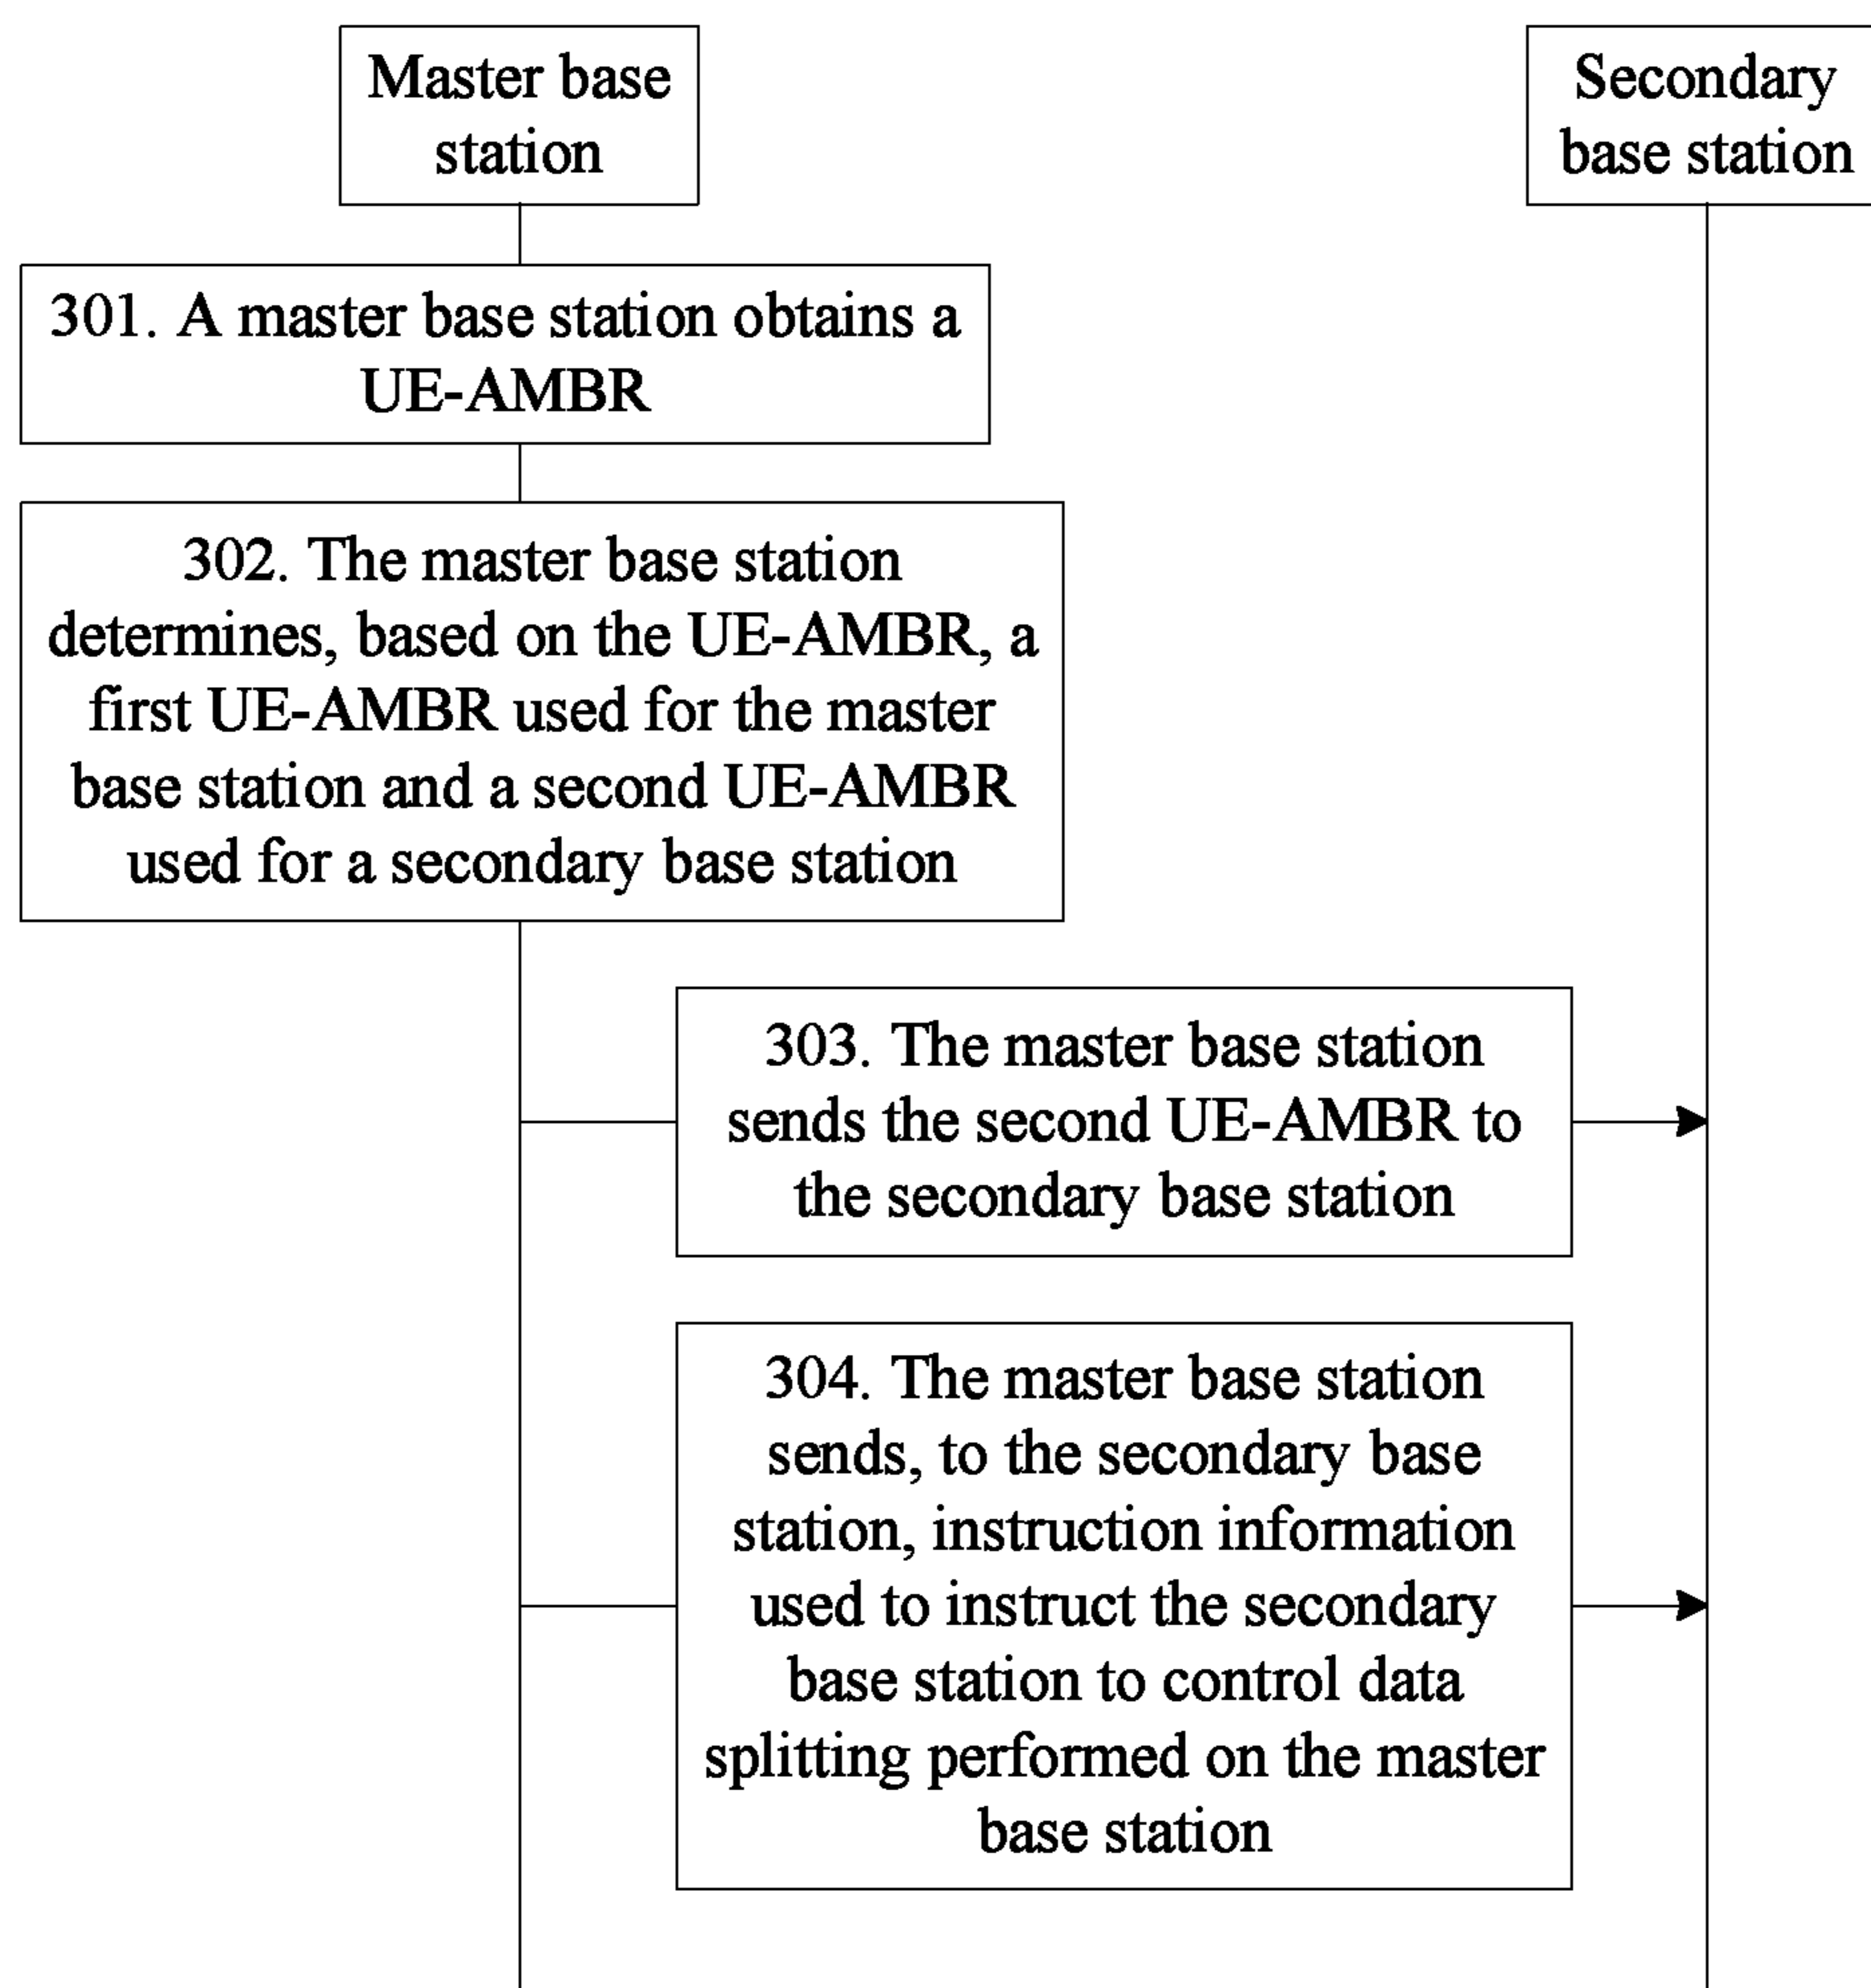 Master base
station
Secondary
base station
301. A master base station obtains a
UE-AMBR
302. The master base station
determines, based on the UE-AMBR, a
first UE-AMBR used for the master
base station and a second UE-AMBR
used for a secondary base station
303. The master base station
sends the second UE-AMBR to
the secondary base station
304. The master base station
sends, to the secondary base
station, instruction information
used to instruct the secondary
base station to control data
splitting performed on the master
base station